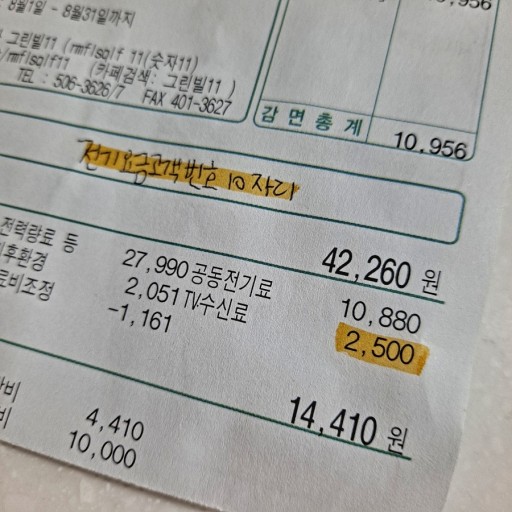 8월1일 - 8월31일까지
그린빌11 (rmflsqlf 11(숫자11)
/rmflsqlf11 (카페검색: 그린빌11 )
TEL : 506-3626/7 FAX 401-3627
감 면 총 계 10,956
전기요금고객번호 10자리
42,260 원
전력량료 등 27,990 공동전기료 10,880
기후환경 2,051 TV수신료 2,500
료비조정 -1,161
14,410 원
비 4,410
비 10,000